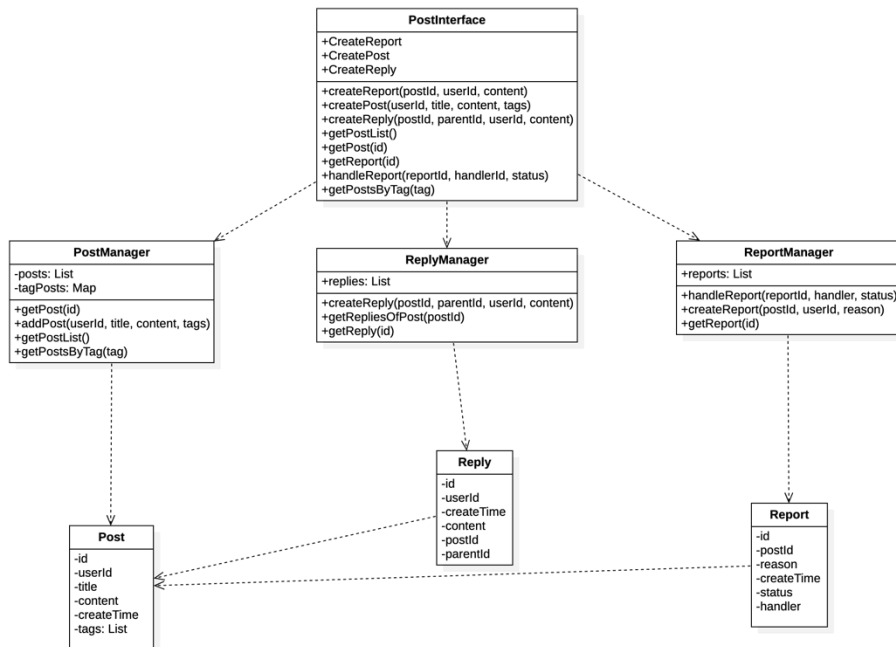 PostInterface
+CreateReport
+CreatePost
+CreateReply
+createReport(postId, userId, content)
+createPost(userId, title, content, tags)
+createReply(postId, parentId, userId, content)
+getPostList()
+getPost(id)
+getReport(id)
+handleReport(reportId, handlerId, status)
+getPostsByTag(tag)
PostManager
-posts: List
-tagPosts: Map
+getPost(id)
+addPost(userId, title, content, tags)
+getPostList()
+getPostsByTag(tag)
ReplyManager
+replies: List
+createReply(postId, parentId, userId, content)
+getRepliesOfPost(postId)
+getReply(id)
ReportManager
+reports: List
+handleReport(reportId, handler, status)
+createReport(postId, userId, reason)
+getReport(id)
Reply
-id
-userId
-createTime
-content
-postId
-parentId
Post
-id
-userId
-title
-content
-createTime
-tags: List
Report
-id
-postId
-reason
-createTime
-status
-handler